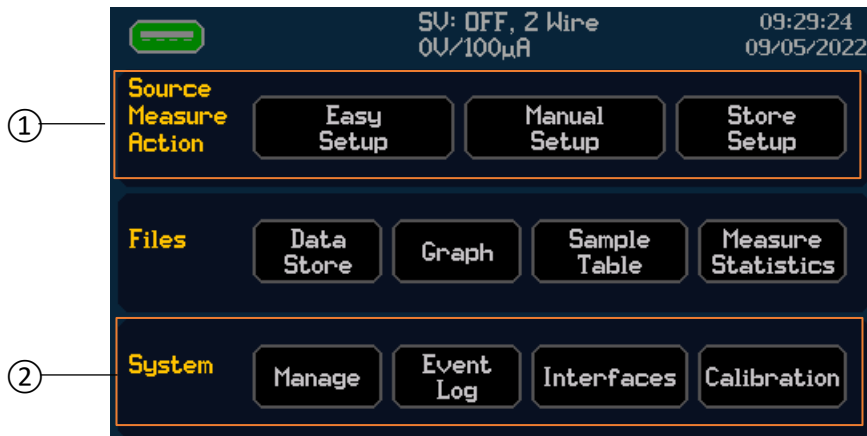 SV: OFF, 2 Wire
09:29:24
0V/100µA
09/05/2022
①
Source
Measure
Action
Easy
Setup
Manual
Setup
Store
Setup
Files
Data
Store
Graph
Sample
Table
Measure
Statistics
②
System
Manage
Event
Log
Interfaces
Calibration